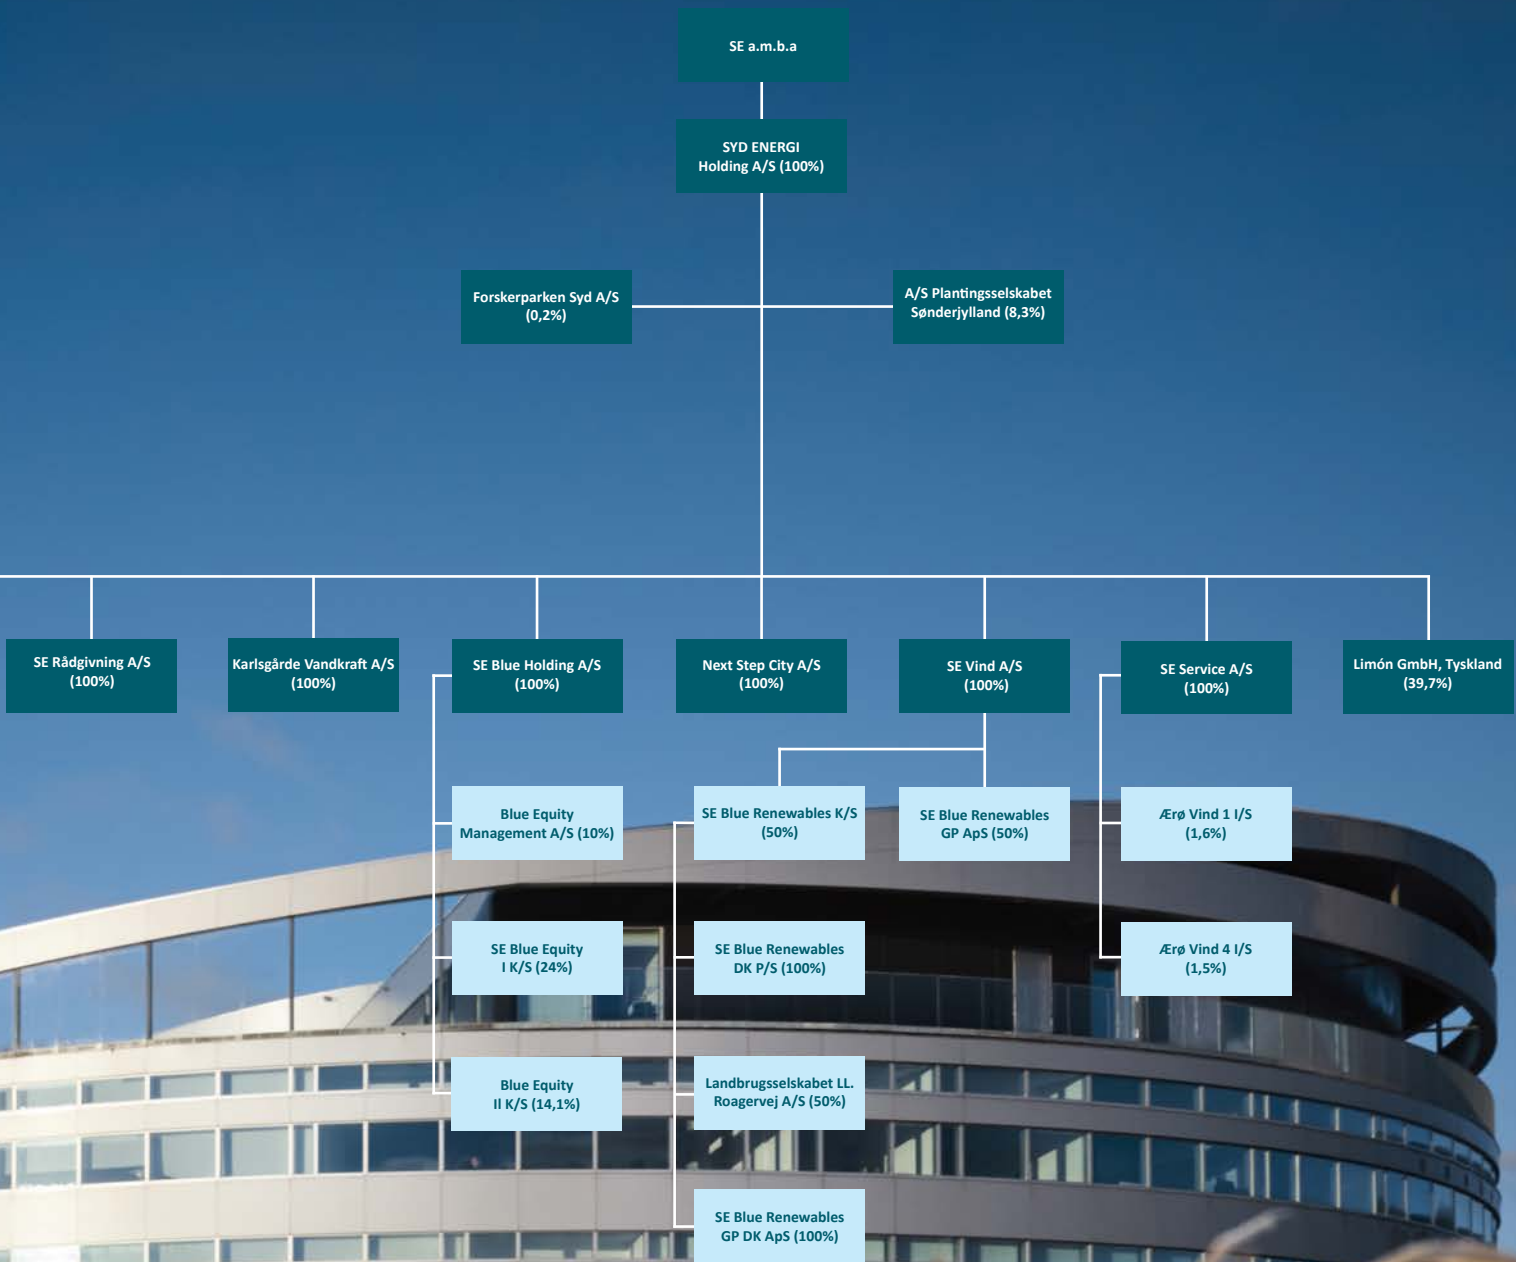 SE a.m.b.a
SYD ENERGI
Holding A/S (100%)
Forskerparken Syd A/S
(0,2%)
A/S Plantingsselskabet
Sønderjylland (8,3%)
SE Rådgivning A/S
(100%)
Karlsgårde Vandkraft A/S
(100%)
SE Blue Holding A/S
(100%)
Next Step City A/S
(100%)
SE Vind A/S
(100%)
SE Service A/S
(100%)
Limón GmbH, Tyskland
(39,7%)
Blue Equity
Management A/S (10%)
SE Blue Renewables K/S
(50%)
SE Blue Renewables
GP ApS (50%)
Ærø Vind 1 I/S
(1,6%)
SE Blue Equity
I K/S (24%)
SE Blue Renewables
DK P/S (100%)
Ærø Vind 4 I/S
(1,5%)
Blue Equity
Il K/S (14,1%)
Landbrugsselskabet LL.
Roagervej A/S (50%)
SE Blue Renewables
GP DK ApS (100%)